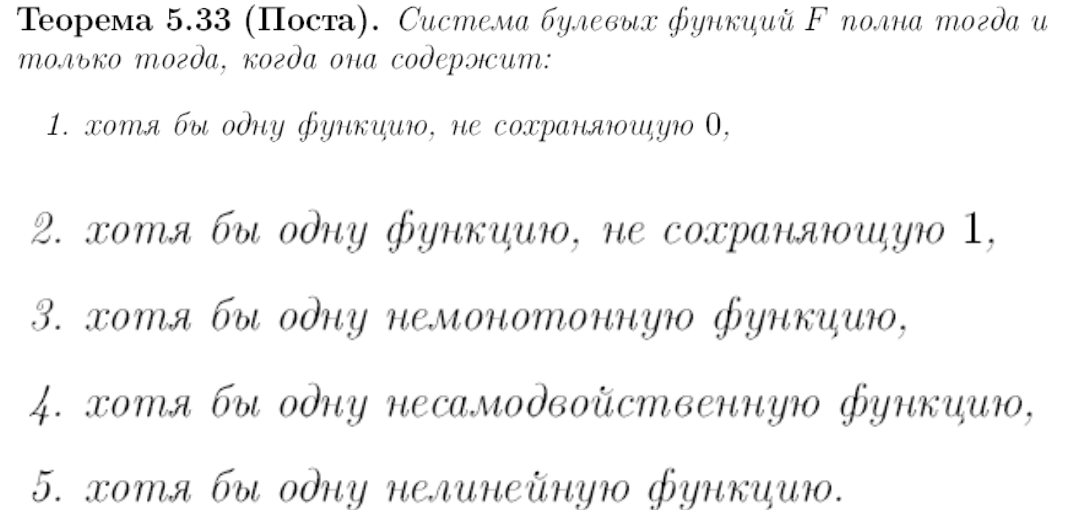 Теорема 5.33 (Поста). Система булевых функций F полна тогда и
только тогда, когда она содержит:
1. хотя бы одну функцию, не сохраняющую 0,
2. хотя бы одну функцию, не сохраняющую 1,
3. хотя бы одну немонотонную функцию,
4. хотя бы одну несамодвойственную функцию,
5. хотя бы одну нелинейную функцию.